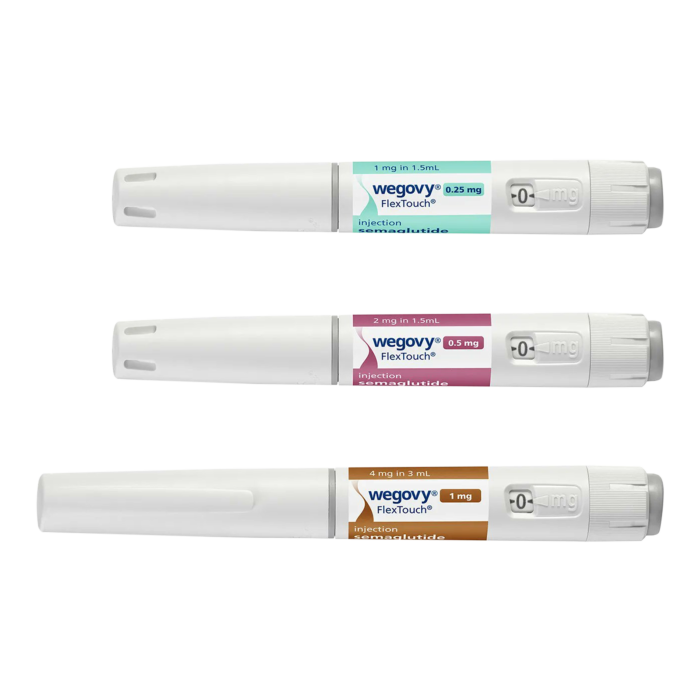 1 mg in 1.5mL
wegovy® 0.25 mg
FlexTouch®
injection
semaglutide
0 mg
2 mg in 1.5mL
wegovy® 0.5 mg
FlexTouch®
injection
semaglutide
0 mg
4 mg in 3 mL
wegovy® 1 mg
FlexTouch®
injection
semaglutide
0 mg